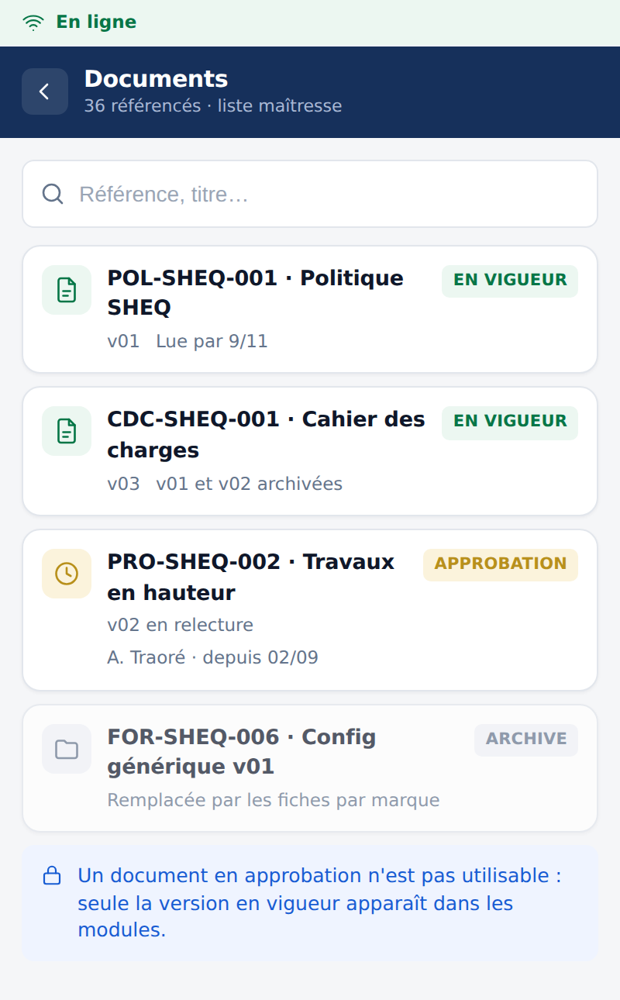 En ligne
Documents
36 référencés · liste maîtresse
Référence, titre…
POL-SHEQ-001 · Politique
SHEQ
EN VIGUEUR
v01 Lue par 9/11
CDC-SHEQ-001 · Cahier des
charges
EN VIGUEUR
v03 v01 et v02 archivées
PRO-SHEQ-002 · Travaux
en hauteur
APPROBATION
v02 en relecture
A. Traoré · depuis 02/09
FOR-SHEQ-006 · Config
générique v01
ARCHIVE
Remplacée par les fiches par marque
Un document en approbation n'est pas utilisable :
seule la version en vigueur apparaît dans les
modules.